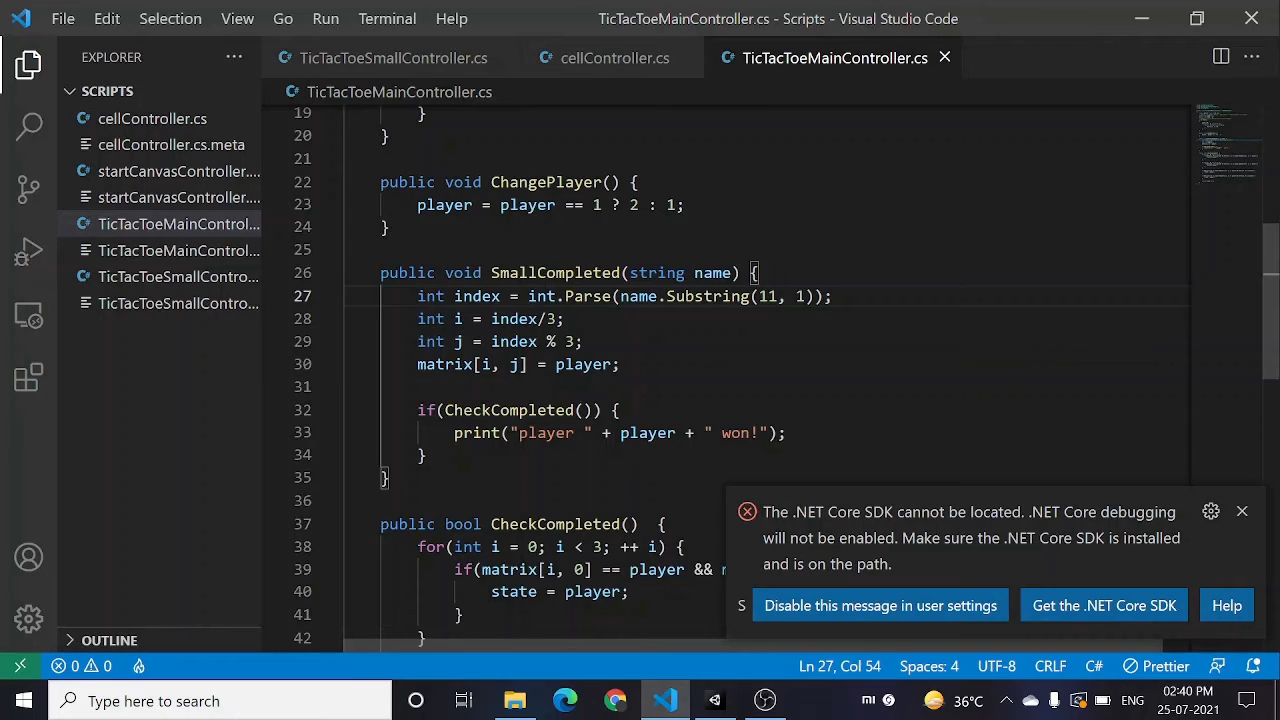 File Edit Selection View Go Run Terminal Help TicTacToeMainController.cs - Scripts - Visual Studio Code
EXPLORER ...
TicTacToeSmallController.cs
cellController.cs
TicTacToeMainController.cs
SCRIPTS
TicTacToeMainController.cs
cellController.cs
cellController.cs.meta
startCanvasController....
startCanvasController....
TicTacToeMainControl...
TicTacToeMainControl...
TicTacToeSmallContro...
TicTacToeSmallContro...
OUTLINE
19 }
20 }
21
22 public void ChangePlayer() {
23 player = player == 1 ? 2 : 1;
24 }
25
26 public void SmallCompleted(string name) {
27 int index = int.Parse(name.Substring(11, 1));
28 int i = index/3;
29 int j = index % 3;
30 matrix[i, j] = player;
31
32 if(CheckCompleted()) {
33 print("player " + player + " won!");
34 }
35 }
36
37 public bool CheckCompleted() {
38 for(int i = 0; i < 3; ++ i) {
39 if(matrix[i, 0] == player &&
40 state = player;
41 }
42 }
The .NET Core SDK cannot be located. .NET Core debugging
will not be enabled. Make sure the .NET Core SDK is installed
and is on the path.
S Disable this message in user settings Get the .NET Core SDK Help
0 0 Ln 27, Col 54 Spaces: 4 UTF-8 CRLF C# Prettier
Type here to search
36°C ENG
02:40 PM
25-07-2021